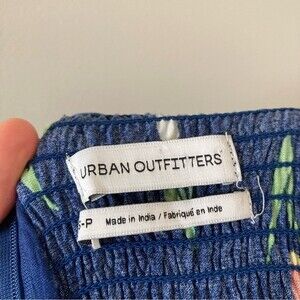 URBAN OUTFITTERS
-P Made in India / Fabriqué en Inde